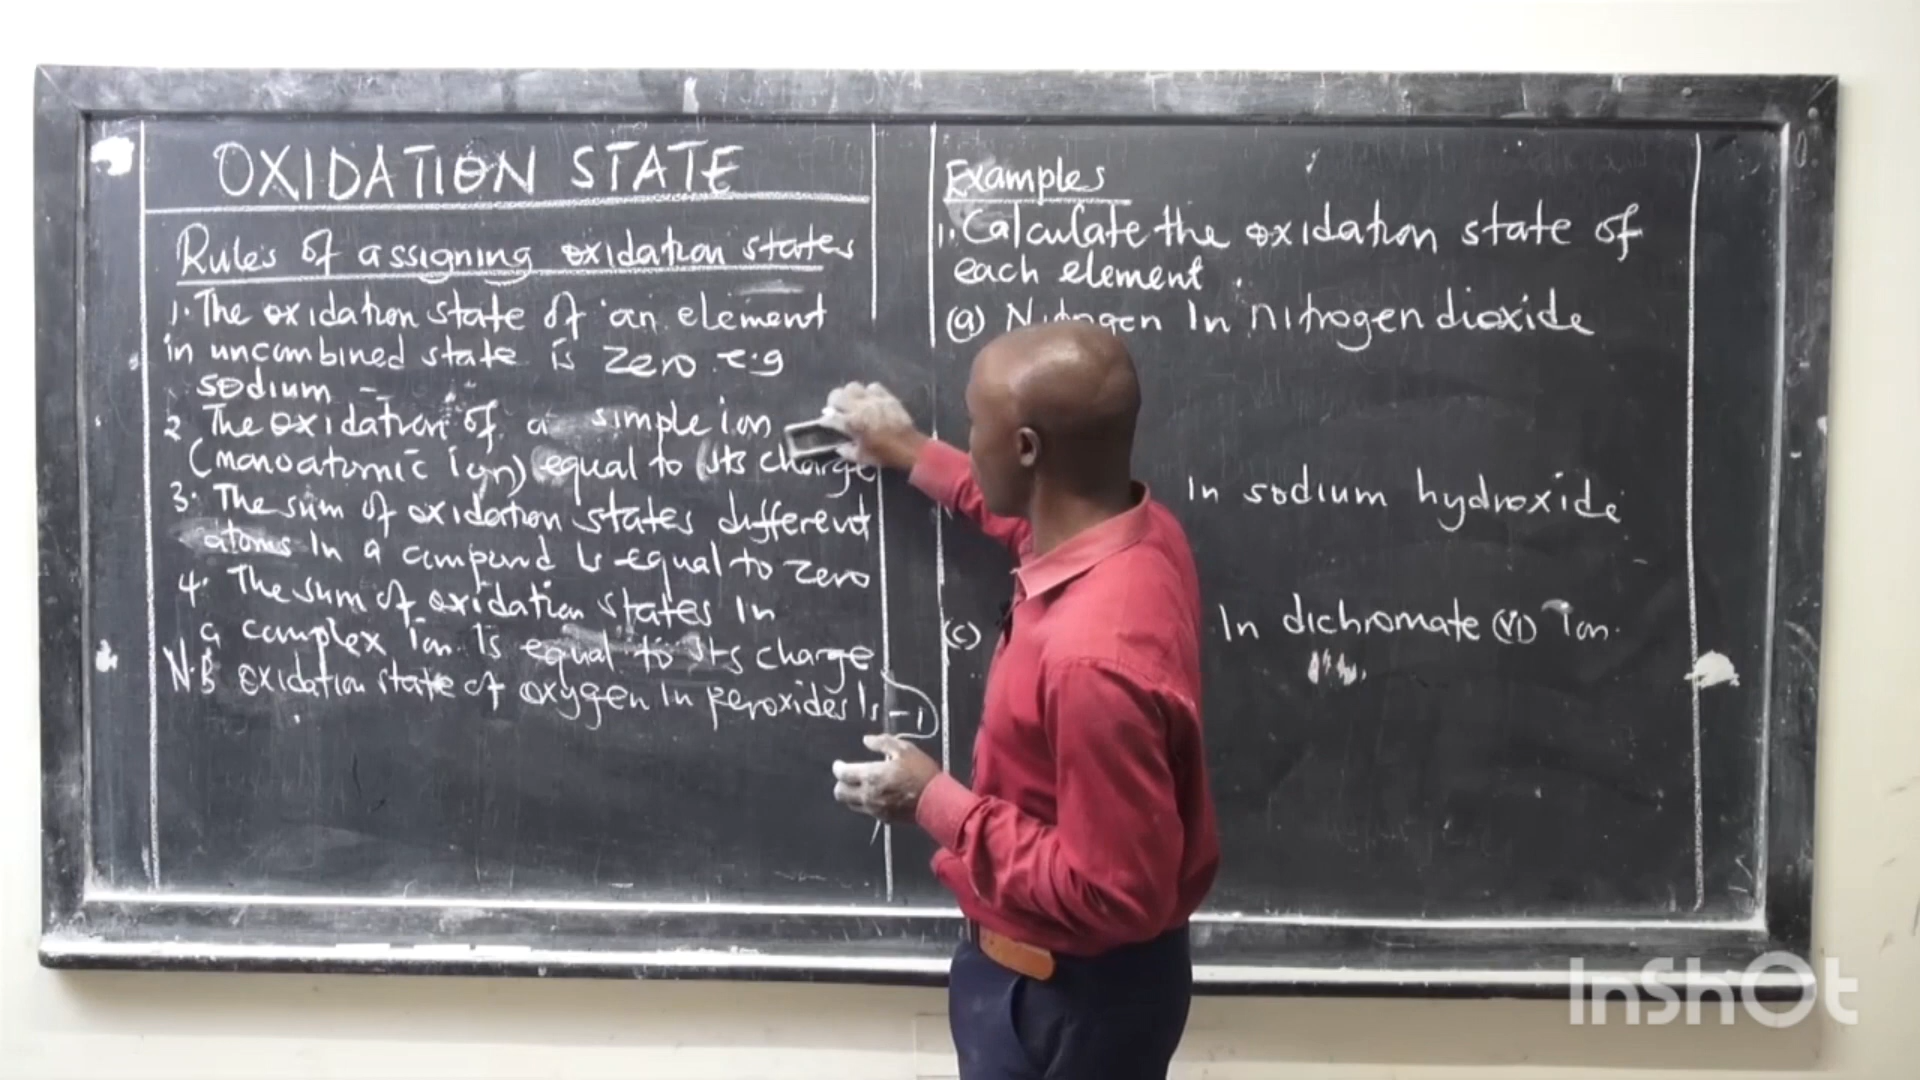 OXIDATION STATE
Rules of assigning oxidation states
1. The oxidation state of an element
in uncombined state is zero e.g
sodium
2 The oxidation of a simple ion
(monoatomic ion) equal to its charge
3. The sum of oxidation states different
atoms in a compound is equal to zero
4. The sum of oxidation states in
a complex ion is equal to its charge
N.B oxidation state of oxygen in peroxides is -1
Examples
1. Calculate the oxidation state of
each element.
(a) Nitrogen in nitrogen dioxide
in sodium hydroxide
(c) In dichromate (VI) ion.
InShOt